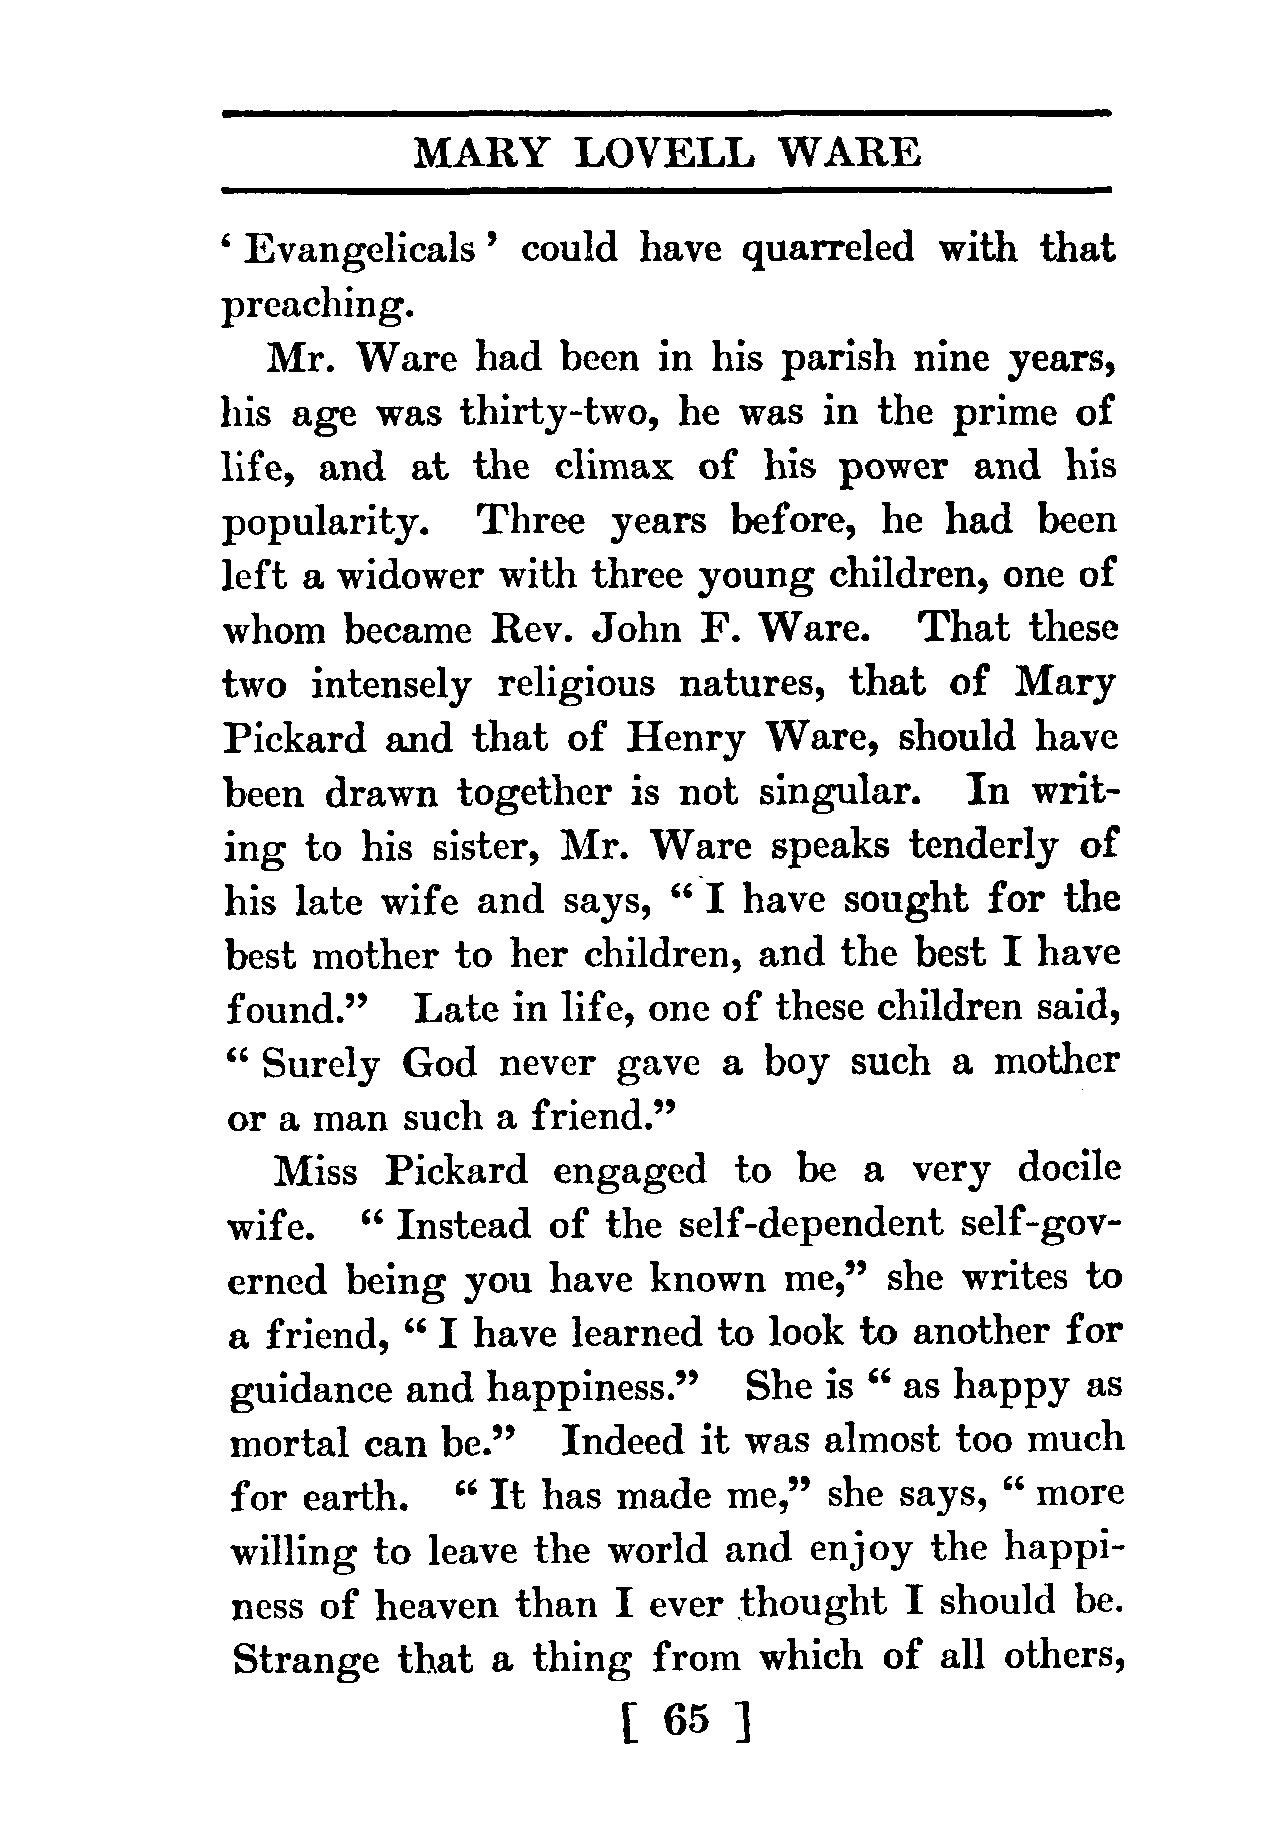 MARY LOVELL WARE
‘ Evangelicals ’ could have quarreled with that
preaching.
Mr. Ware had been in his parish nine years,
his age was thirty-two, he was in the prime of
life, and at the climax of his power and his
popularity. Three years before, he had been
left a widower with three young children, one of
whom became Rev. John F. Ware. That these
two intensely religious natures, that of Mary
Pickard and that of Henry Ware, should have
been drawn together is not singular. In writ-
ing to his sister, Mr. Ware speaks tenderly of
his late wife and says, “ I have sought for the
best mother to her children, and the best I have
found.” Late in life, one of these children said,
“ Surely God never gave a boy such a mother
or a man such a friend.”
Miss Pickard engaged to be a very docile
wife. “ Instead of the self-dependent self-gov-
erned being you have known me,” she writes to
a friend, “ I have learned to look to another for
guidance and happiness.” She is “ as happy as
mortal can be.” Indeed it was almost too much
for earth. “ It has made me,” she says, “ more
willing to leave the world and enjoy the happi-
ness of heaven than I ever thought I should be.
Strange that a thing from which of all others,
[ 65 ]